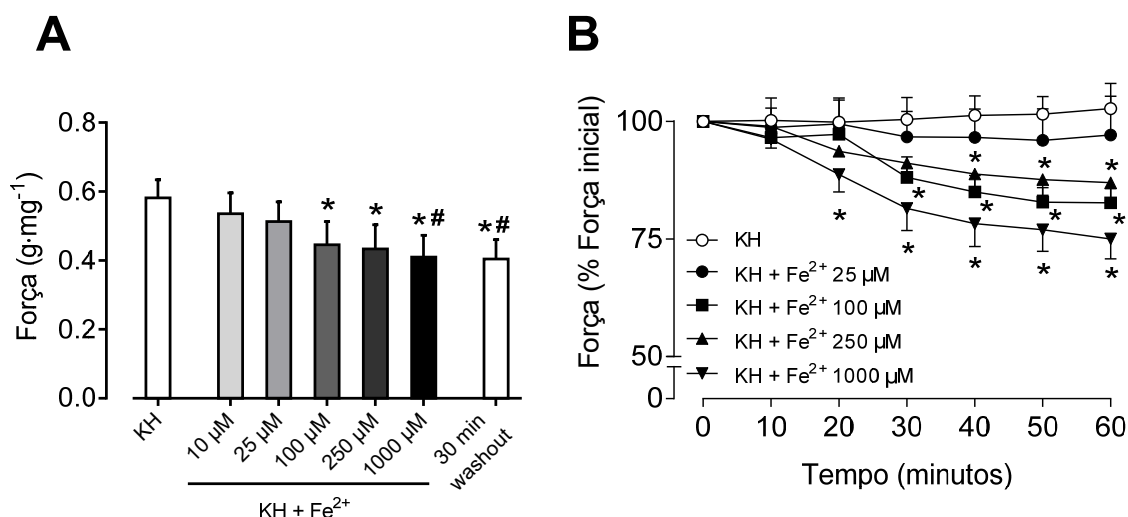 A
Força (g·mg⁻¹)
0.8
0.6
0.4
0.2
0.0
* * *# *#
KH
10 µM
25 µM
100 µM
250 µM
1000 µM
30 min
washout
KH + Fe²⁺
B
Força (% Força inicial)
100
75
50
0
* * *
* * * *
* * * * *
KH
KH + Fe²⁺ 25 µM
KH + Fe²⁺ 100 µM
KH + Fe²⁺ 250 µM
KH + Fe²⁺ 1000 µM
0 10 20 30 40 50 60
Tempo (minutos)